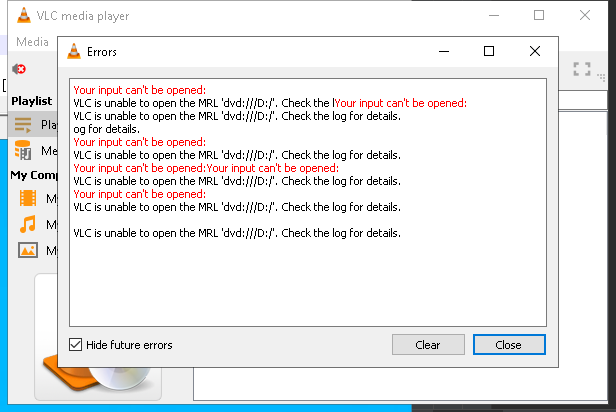 VLC media player
Media
Errors
Your input can't be opened:
VLC is unable to open the MRL 'dvd:///D:/'. Check the lYour input can't be opened:
VLC is unable to open the MRL 'dvd:///D:/'. Check the log for details.
og for details.
Your input can't be opened:
VLC is unable to open the MRL 'dvd:///D:/'. Check the log for details.
Your input can't be opened:Your input can't be opened:
VLC is unable to open the MRL 'dvd:///D:/'. Check the log for details.
Your input can't be opened:
VLC is unable to open the MRL 'dvd:///D:/'. Check the log for details.
VLC is unable to open the MRL 'dvd:///D:/'. Check the log for details.
Playlist
Play
Me
My Comp
My
My
My
Hide future errors
Clear
Close